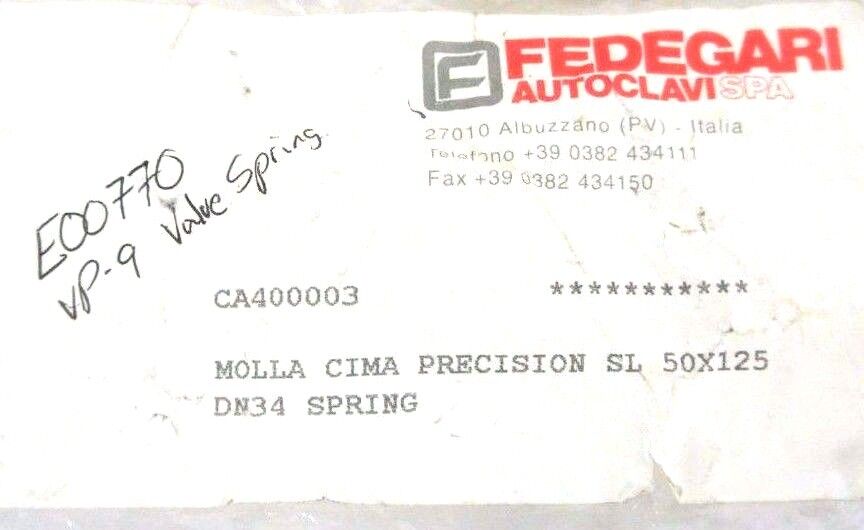 FEDEGARI
AUTOCLAVI SPA
27010 Albuzzano (PV) - Italia
Telefono +39 0382 434111
Fax +39 0382 434150
E00770
VP-9 Valve Spring
CA400003 ***********
MOLLA CIMA PRECISION SL 50X125
DN34 SPRING